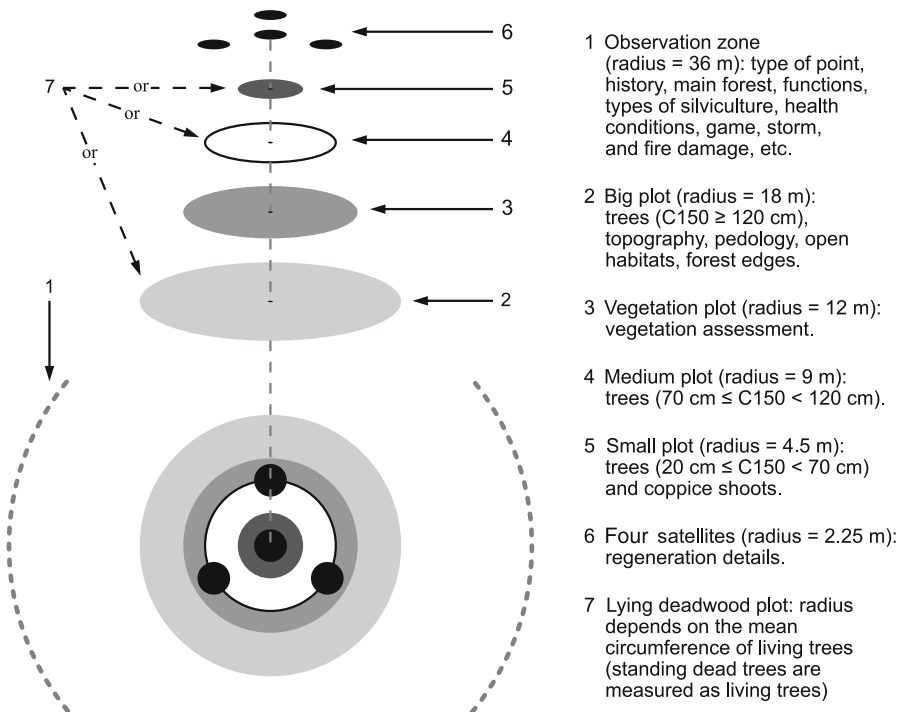 6
7
or
5
or
4
or
3
1
2
1 Observation zone
(radius = 36 m): type of point,
history, main forest, functions,
types of silviculture, health
conditions, game, storm,
and fire damage, etc.
2 Big plot (radius = 18 m):
trees (C150 ≥ 120 cm),
topography, pedology, open
habitats, forest edges.
3 Vegetation plot (radius = 12 m):
vegetation assessment.
4 Medium plot (radius = 9 m):
trees (70 cm ≤ C150 < 120 cm).
5 Small plot (radius = 4.5 m):
trees (20 cm ≤ C150 < 70 cm)
and coppice shoots.
6 Four satellites (radius = 2.25 m):
regeneration details.
7 Lying deadwood plot: radius
depends on the mean
circumference of living trees
(standing dead trees are
measured as living trees)